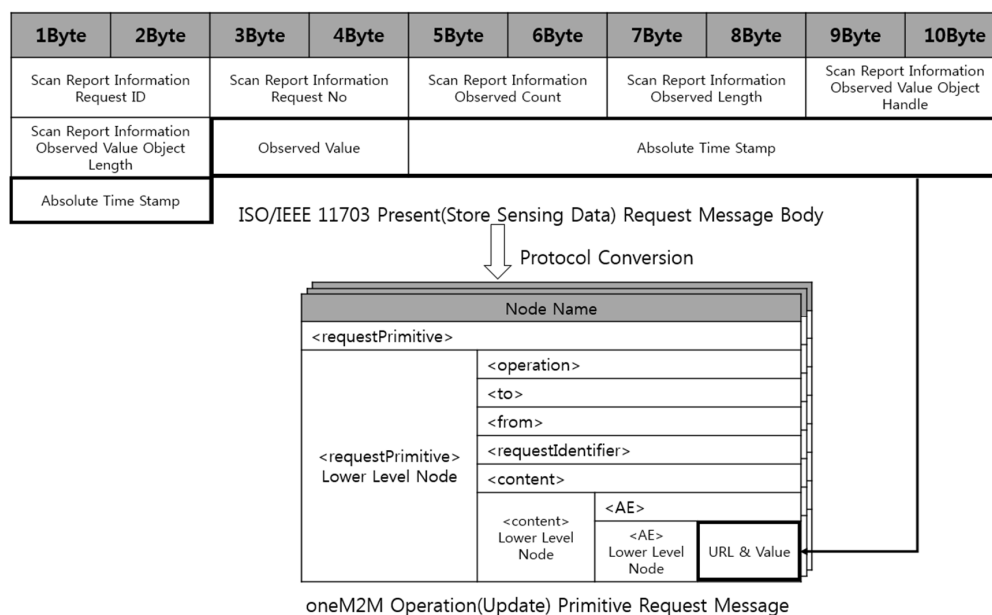 1Byte 2Byte 3Byte 4Byte 5Byte 6Byte 7Byte 8Byte 9Byte 10Byte
Scan Report Information
Request ID
Scan Report Information
Request No
Scan Report Information
Observed Count
Scan Report Information
Observed Length
Scan Report Information
Observed Value Object
Handle
Scan Report Information
Observed Value Object
Length
Observed Value
Absolute Time Stamp
Absolute Time Stamp
ISO/IEEE 11703 Present(Store Sensing Data) Request Message Body
Protocol Conversion
Node Name
<requestPrimitive>
<requestPrimitive>
Lower Level Node
<operation>
<to>
<from>
<requestIdentifier>
<content>
<content>
Lower Level
Node
<AE>
<AE>
Lower Level
Node
URL & Value
oneM2M Operation(Update) Primitive Request Message